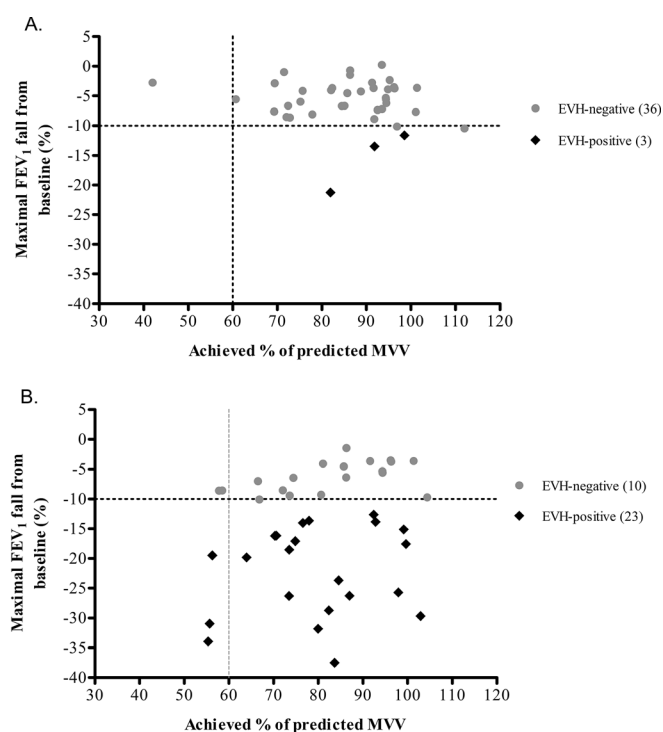 A.
Maximal FEV1 fall from
baseline (%)
5
0
-5
-10
-15
-20
-25
-30
-35
-40
30 40 50 60 70 80 90 100 110 120
Achieved % of predicted MVV
EVH-negative (36)
EVH-positive (3)
B.
Maximal FEV1 fall from
baseline (%)
5
0
-5
-10
-15
-20
-25
-30
-35
-40
30 40 50 60 70 80 90 100 110 120
Achieved % of predicted MVV
EVH-negative (10)
EVH-positive (23)